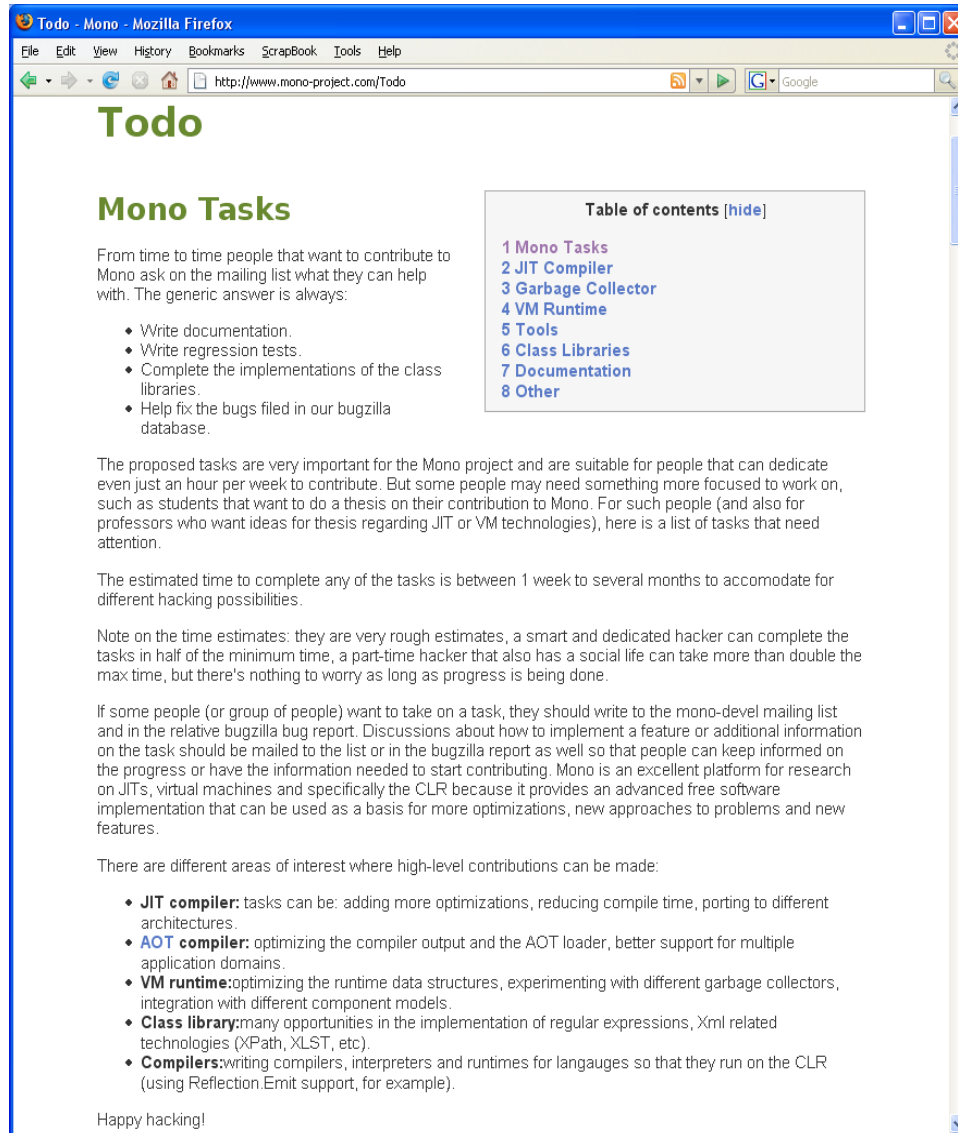 Todo - Mono - Mozilla Firefox
File Edit View History Bookmarks ScrapBook Tools Help
http://www.mono-project.com/Todo
G Google
Todo
Mono Tasks
From time to time people that want to contribute to
Mono ask on the mailing list what they can help
with. The generic answer is always:
Write documentation.
Write regression tests.
Complete the implementations of the class
libraries.
Help fix the bugs filed in our bugzilla
database.
Table of contents [hide]
1 Mono Tasks
2 JIT Compiler
3 Garbage Collector
4 VM Runtime
5 Tools
6 Class Libraries
7 Documentation
8 Other
The proposed tasks are very important for the Mono project and are suitable for people that can dedicate
even just an hour per week to contribute. But some people may need something more focused to work on,
such as students that want to do a thesis on their contribution to Mono. For such people (and also for
professors who want ideas for thesis regarding JIT or VM technologies), here is a list of tasks that need
attention.
The estimated time to complete any of the tasks is between 1 week to several months to accomodate for
different hacking possibilities.
Note on the time estimates: they are very rough estimates, a smart and dedicated hacker can complete the
tasks in half of the minimum time, a part-time hacker that also has a social life can take more than double the
max time, but there's nothing to worry as long as progress is being done.
If some people (or group of people) want to take on a task, they should write to the mono-devel mailing list
and in the relative bugzilla bug report. Discussions about how to implement a feature or additional information
on the task should be mailed to the list or in the bugzilla report as well so that people can keep informed on
the progress or have the information needed to start contributing. Mono is an excellent platform for research
on JITs, virtual machines and specifically the CLR because it provides an advanced free software
implementation that can be used as a basis for more optimizations, new approaches to problems and new
features.
There are different areas of interest where high-level contributions can be made:
JIT compiler: tasks can be: adding more optimizations, reducing compile time, porting to different
architectures.
AOT compiler: optimizing the compiler output and the AOT loader, better support for multiple
application domains.
VM runtime:optimizing the runtime data structures, experimenting with different garbage collectors,
integration with different component models.
Class library:many opportunities in the implementation of regular expressions, Xml related
technologies (XPath, XLST, etc).
Compilers:writing compilers, interpreters and runtimes for langauges so that they run on the CLR
(using Reflection.Emit support, for example).
Happy hacking!